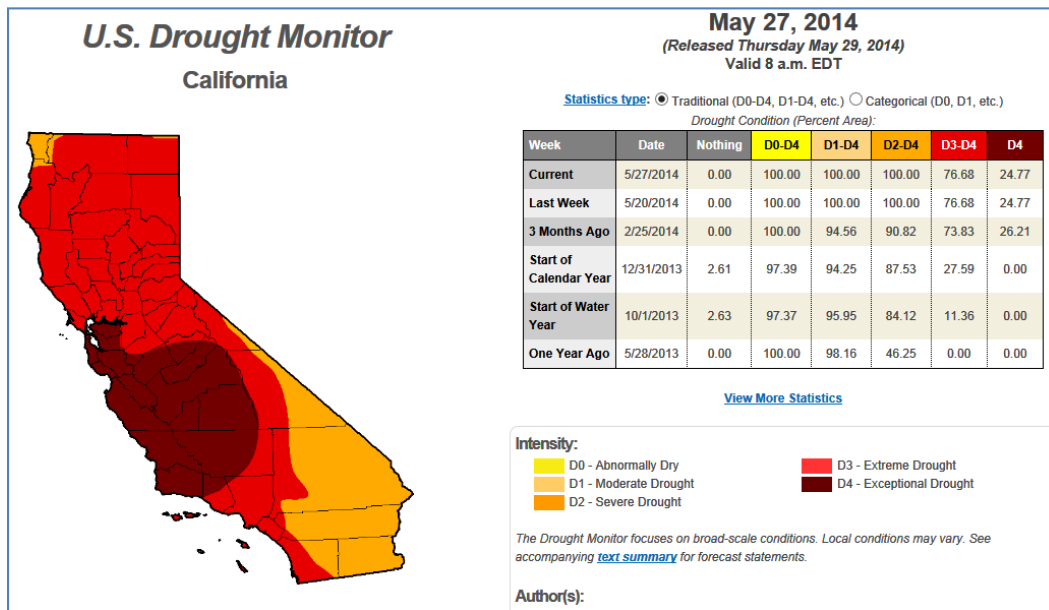 U.S. Drought Monitor
California
May 27, 2014
(Released Thursday May 29, 2014)
Valid 8 a.m. EDT
Statistics type: Traditional (D0-D4, D1-D4, etc.) Categorical (D0, D1, etc.)
Drought Condition (Percent Area):
Week Date Nothing D0-D4 D1-D4 D2-D4 D3-D4 D4
Current 5/27/2014 0.00 100.00 100.00 100.00 76.68 24.77
Last Week 5/20/2014 0.00 100.00 100.00 100.00 76.68 24.77
3 Months Ago 2/25/2014 0.00 100.00 94.56 90.82 73.83 26.21
Start of
Calendar Year 12/31/2013 2.61 97.39 94.25 87.53 27.59 0.00
Start of Water
Year 10/1/2013 2.63 97.37 95.95 84.12 11.36 0.00
One Year Ago 5/28/2013 0.00 100.00 98.16 46.25 0.00 0.00
View More Statistics
Intensity:
D0 - Abnormally Dry
D1 - Moderate Drought
D2 - Severe Drought
D3 - Extreme Drought
D4 - Exceptional Drought
The Drought Monitor focuses on broad-scale conditions. Local conditions may vary. See
accompanying text summary for forecast statements.
Author(s):